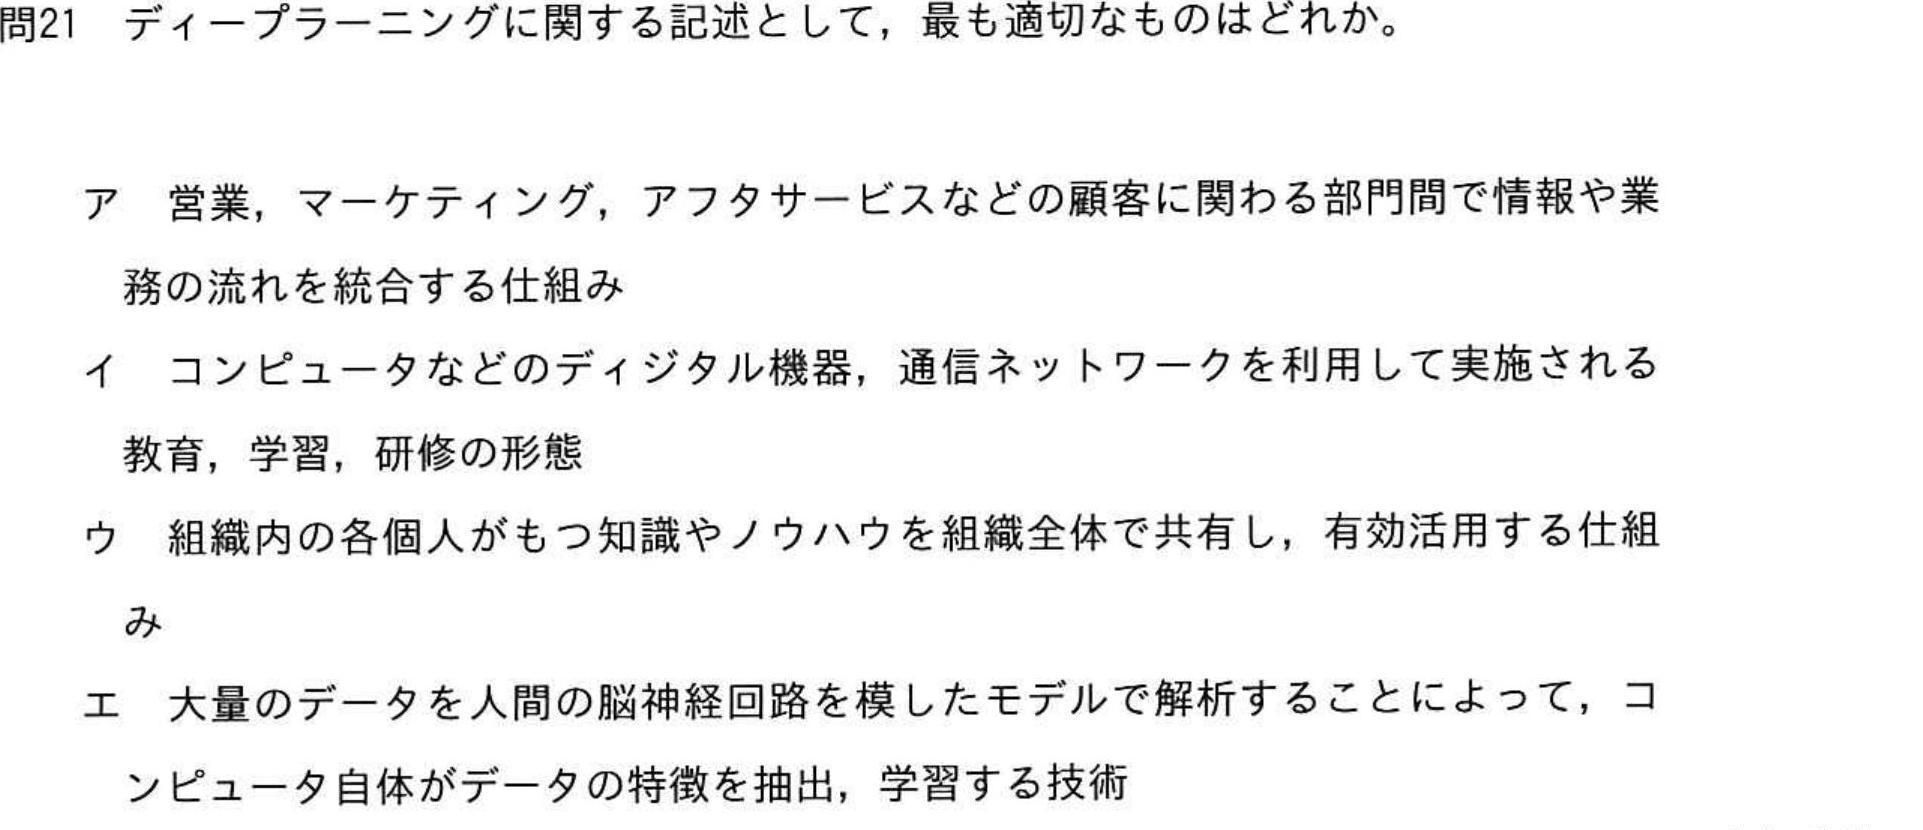 問21　ディープラーニングに関する記述として，最も適切なものはどれか。
ア　営業，マーケティング，アフタサービスなどの顧客に関わる部門間で情報や業
務の流れを統合する仕組み
イ　コンピュータなどのディジタル機器，通信ネットワークを利用して実施される
教育，学習，研修の形態
ウ　組織内の各個人がもつ知識やノウハウを組織全体で共有し，有効活用する仕組
み
エ　大量のデータを人間の脳神経回路を模したモデルで解析することによって，コ
ンピュータ自体がデータの特徴を抽出，学習する技術